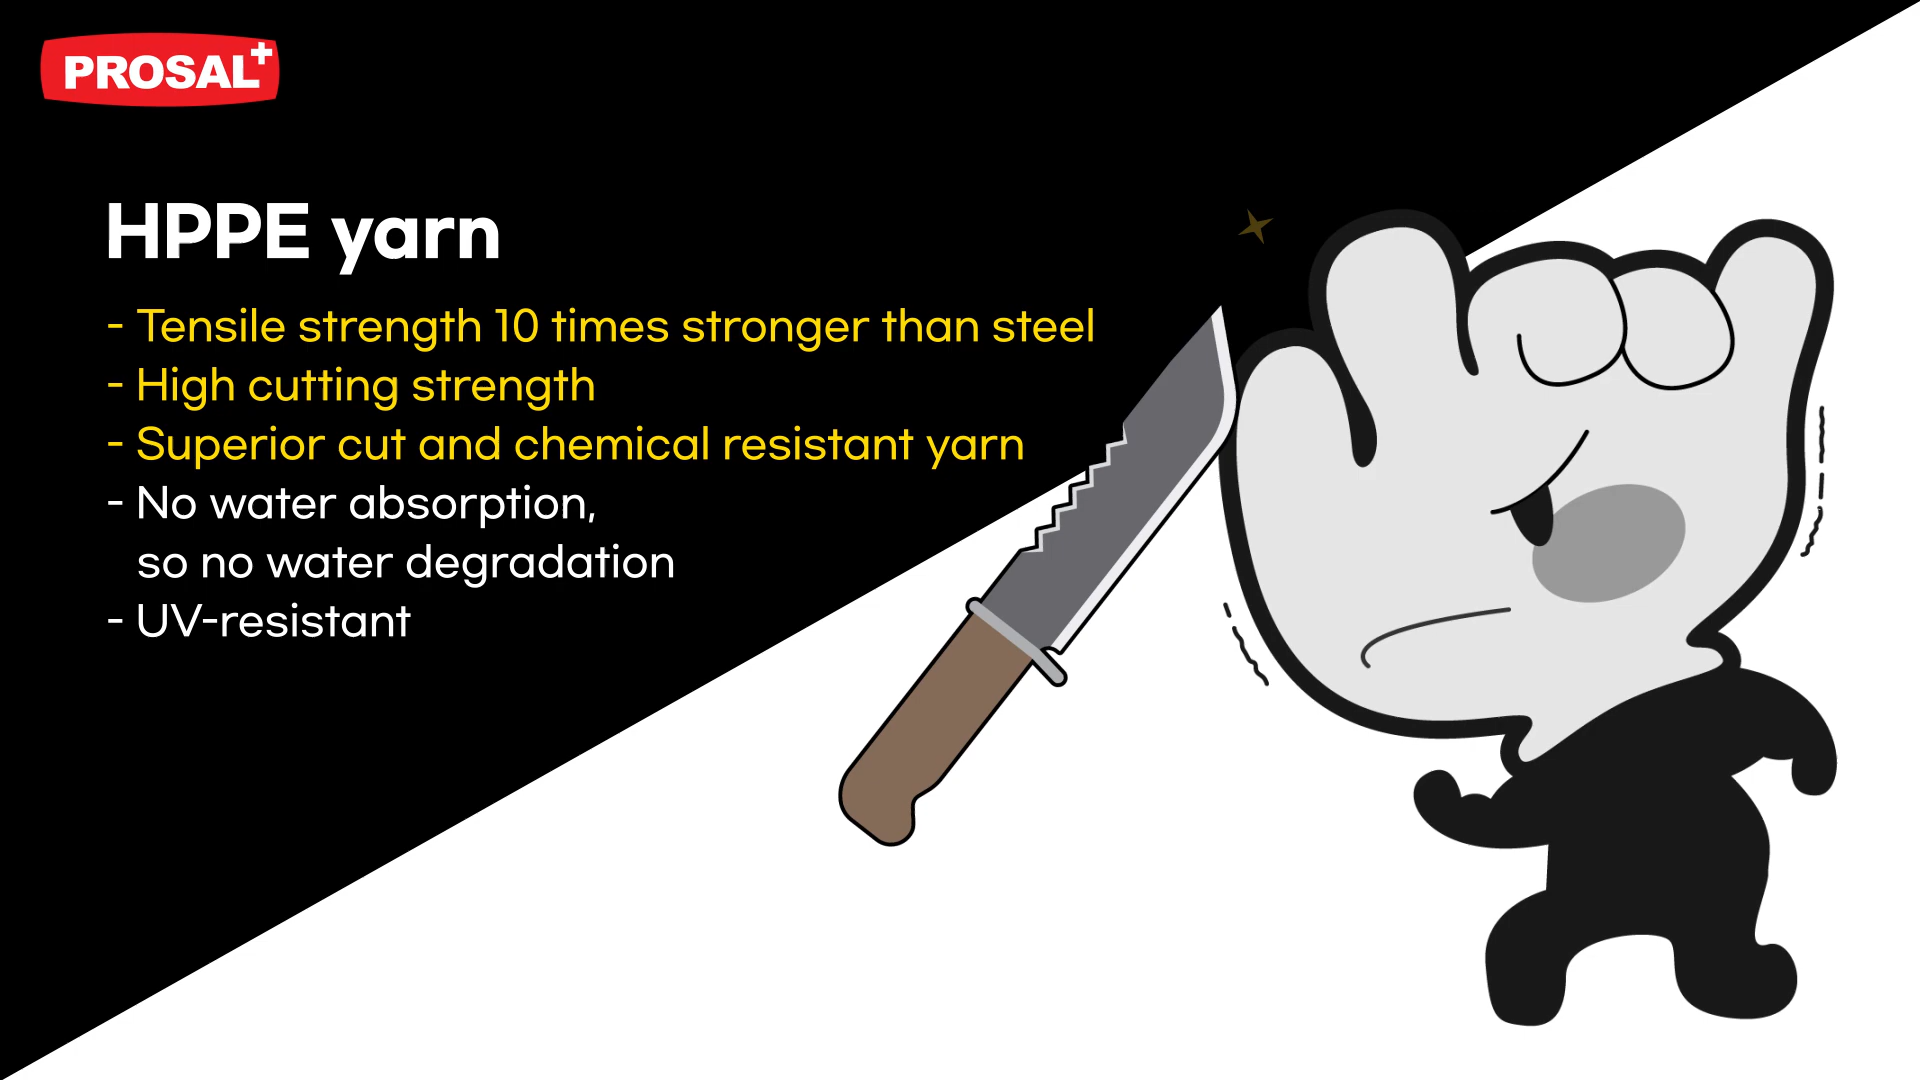 PROSAL+
HPPE yarn
- Tensile strength 10 times stronger than steel
- High cutting strength
- Superior cut and chemical resistant yarn
- No water absorption,
so no water degradation
- UV-resistant